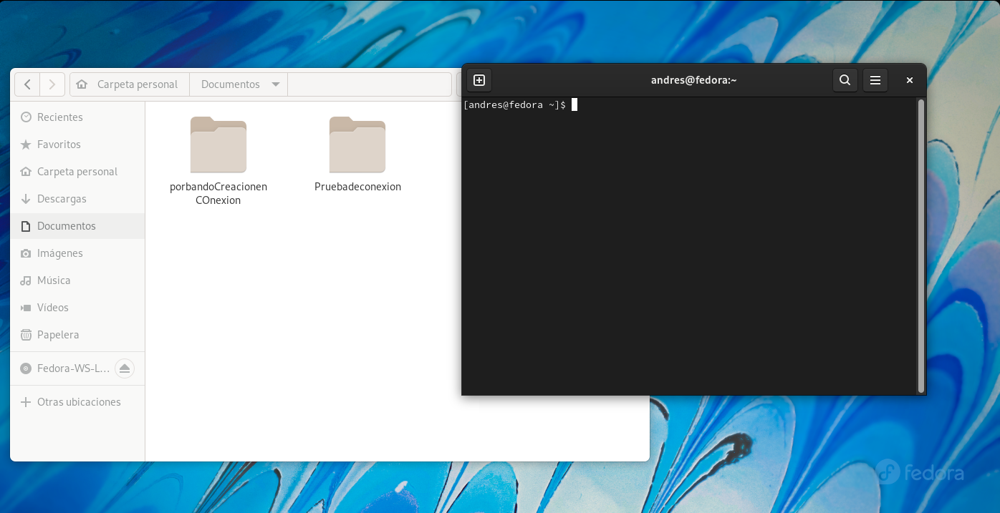 Carpeta personal
Documentos
Recientes
Favoritos
Carpeta personal
Descargas
Documentos
Imágenes
Música
Vídeos
Papelera
Fedora-WS-L...
Otras ubicaciones
porbandoCreacionen
COnexion
Pruebadeconexion
andres@fedora:~
[andres@fedora ~]$
fedora